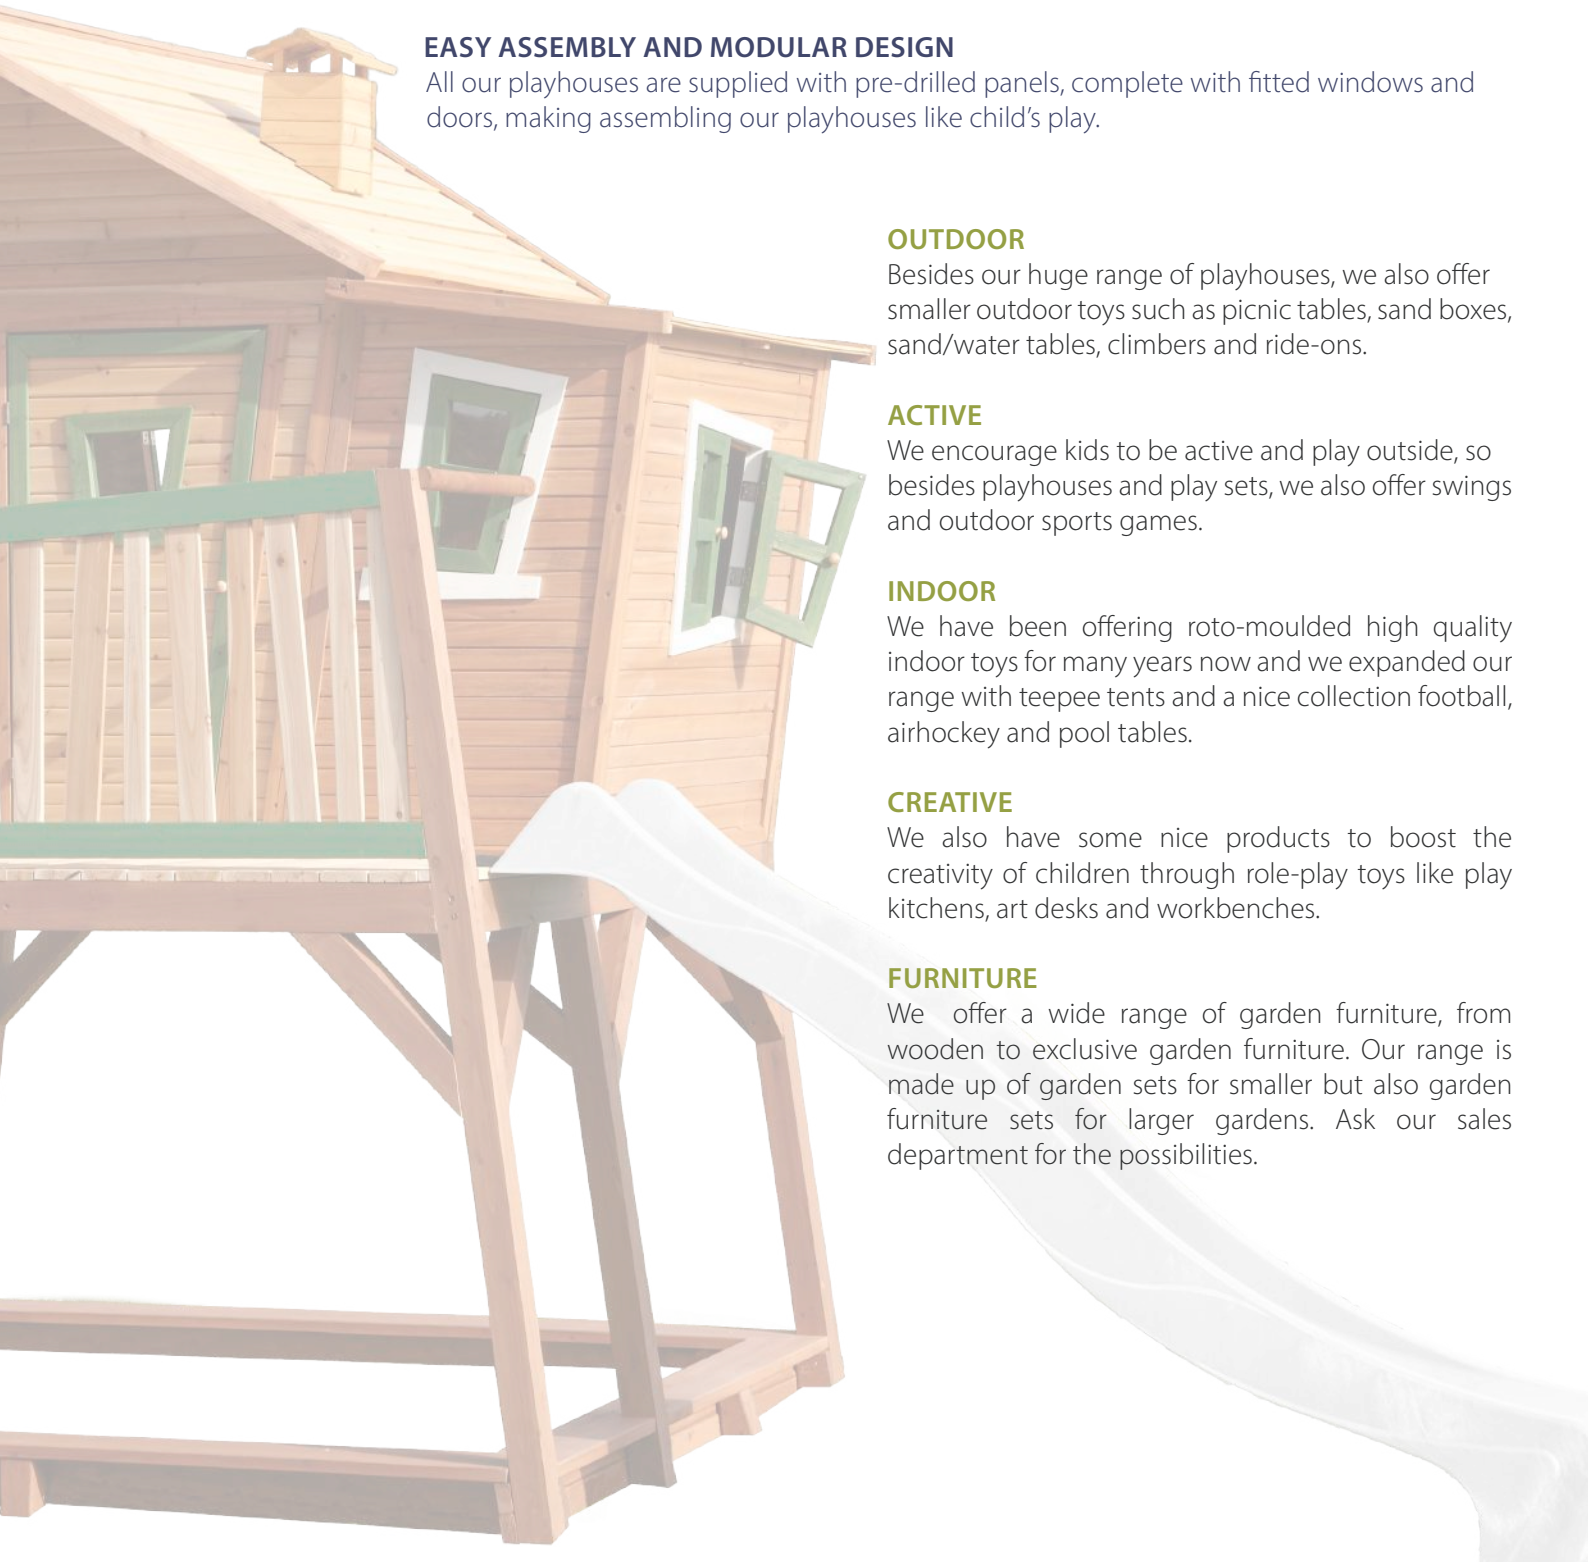 EASY ASSEMBLY AND MODULAR DESIGN
All our playhouses are supplied with pre-drilled panels, complete with fitted windows and
doors, making assembling our playhouses like child’s play.
OUTDOOR
Besides our huge range of playhouses, we also offer
smaller outdoor toys such as picnic tables, sand boxes,
sand/water tables, climbers and ride-ons.
ACTIVE
We encourage kids to be active and play outside, so
besides playhouses and play sets, we also offer swings
and outdoor sports games.
INDOOR
We have been offering roto-moulded high quality
indoor toys for many years now and we expanded our
range with teepee tents and a nice collection football,
airhockey and pool tables.
CREATIVE
We also have some nice products to boost the
creativity of children through role-play toys like play
kitchens, art desks and workbenches.
FURNITURE
We offer a wide range of garden furniture, from
wooden to exclusive garden furniture. Our range is
made up of garden sets for smaller but also garden
furniture sets for larger gardens. Ask our sales
department for the possibilities.